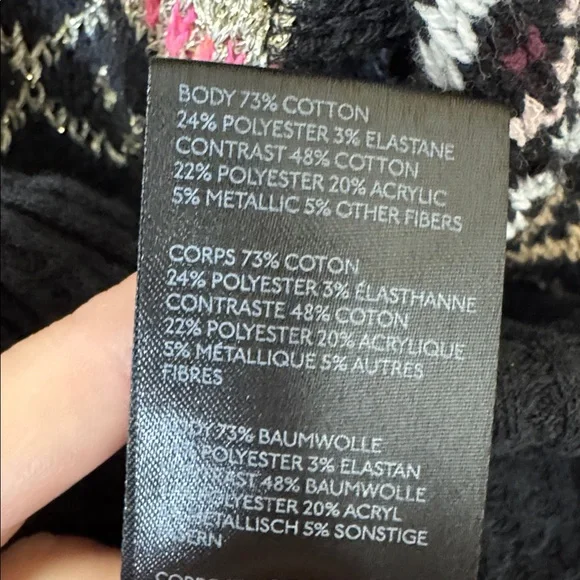 BODY 73% COTTON
24% POLYESTER 3% ELASTANE
CONTRAST 48% COTTON
22% POLYESTER 20% ACRYLIC
5% METALLIC 5% OTHER FIBERS
CORPS 73% COTON
24% POLYESTER 3% ÉLASTHANNE
CONTRASTE 48% COTON
22% POLYESTER 20% ACRYLIQUE
5% MÉTALLIQUE 5% AUTRES
FIBRES
BODY 73% BAUMWOLLE
POLYESTER 3% ELASTAN
48% BAUMWOLLE
POLYESTER 20% ACRYL
METALLISCH 5% SONSTIGE